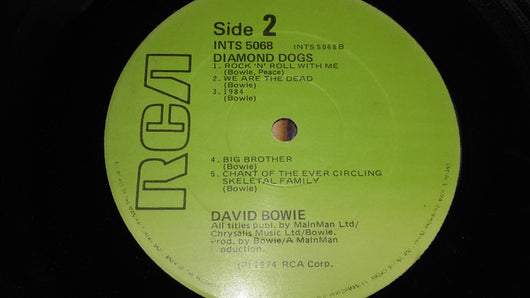 RCA
Side 2
INTS 5068 INTS 5068 B
DIAMOND DOGS
1. ROCK 'N' ROLL WITH ME
(Bowie, Peace)
2. WE ARE THE DEAD
(Bowie)
3. 1984
(Bowie)
4. BIG BROTHER
(Bowie)
5. CHANT OF THE EVER CIRCLING
SKELETAL FAMILY
(Bowie)
DAVID BOWIE
All titles publ. by MainMan Ltd/
Chrysalis Music Ltd/Bowie.
Prod. by Bowie/A MainMan
Production.
(P) 1974 RCA Corp.